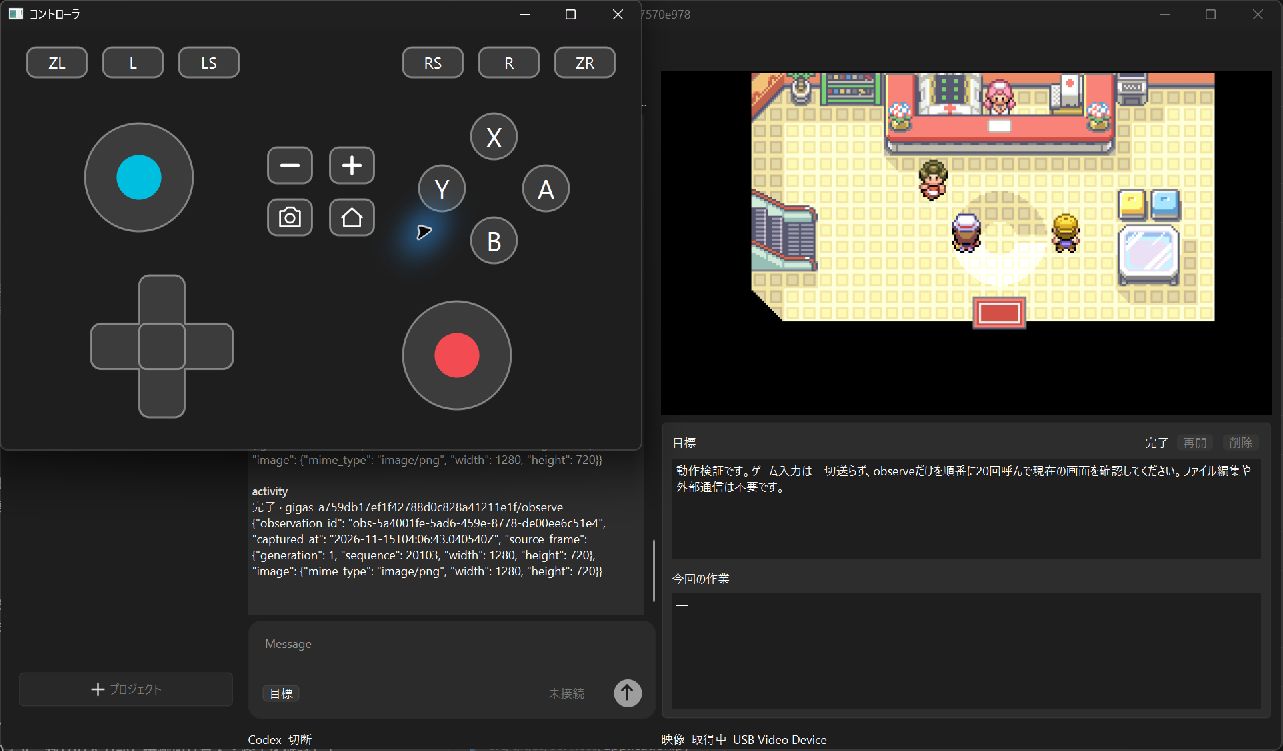 コントローラ
7570e978
ZL
L
LS
RS
R
ZR
X
Y
A
B
"image": {"mime_type": "image/png", "width": 1280, "height": 720}}
activity
完了 · gigas_a759db17ef1f42788d0c828a41211e1f/observe
{"observation_id": "obs-5a4001fe-5ad6-459e-8778-de00ee6c51e4",
"captured_at": "2026-11-15T04:06:43.040540Z", "source_frame":
{"generation": 1, "sequence": 20103, "width": 1280, "height": 720},
"image": {"mime_type": "image/png", "width": 1280, "height": 720}}
Message
目標
未接続
プロジェクト
Codex 切断
目標
完了
再開
削除
動作検証です。ゲーム入力は一切送らず、observeだけを順番に20回呼んで現在の画面を確認してください。ファイル編集や
外部通信は不要です。
今回の作業
—
映像 取得中 USB Video Device